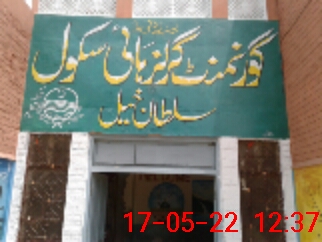 گورنمنٹ گرلز ہائی سکول
سلطان خیل
17-05-22 12:37